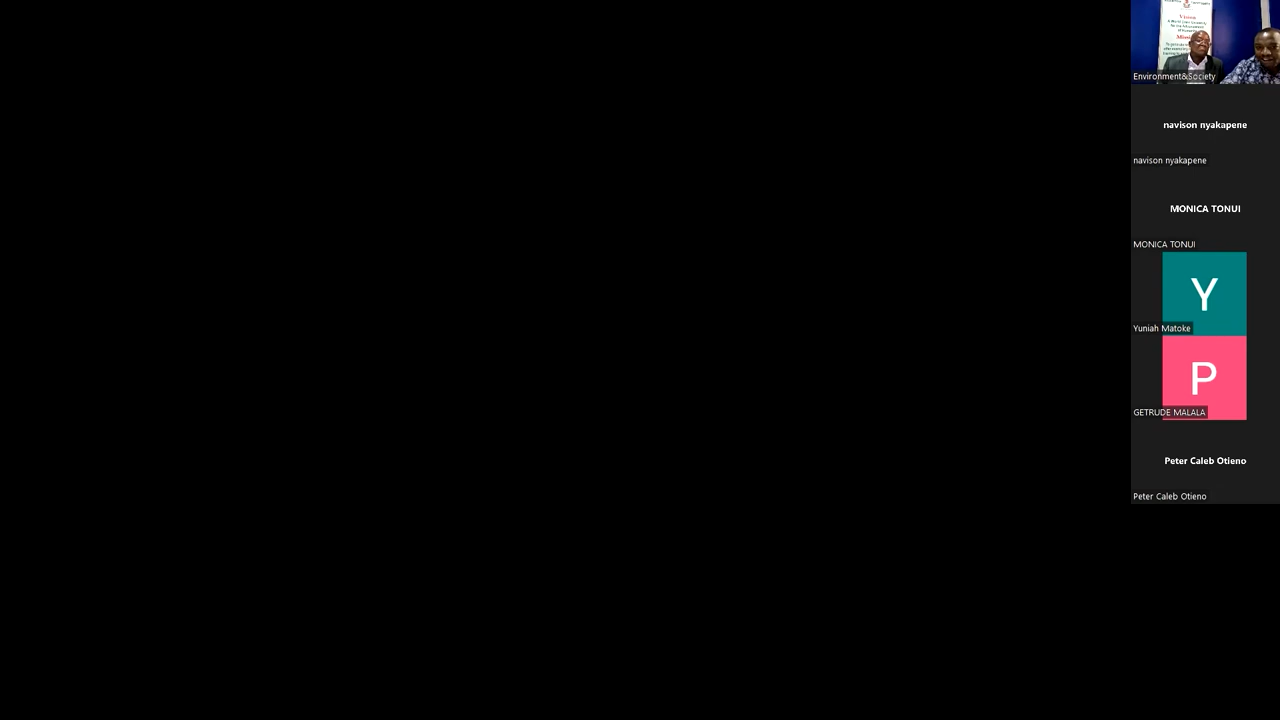 Vision
Environment&Society
navison nyakapene
navison nyakapene
MONICA TONUI
MONICA TONUI
Y
Yuniah Matoke
P
GETRUDE MALALA
Peter Caleb Otieno
Peter Caleb Otieno